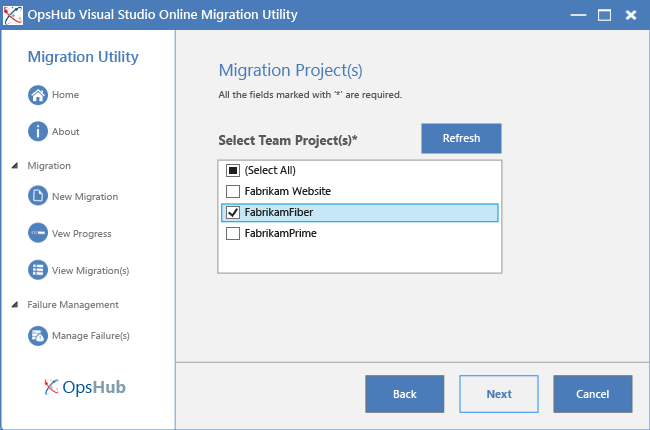 OpsHub Visual Studio Online Migration Utility
Migration Utility
Home
About
Migration
New Migration
Vew Progress
View Migration(s)
Failure Management
Manage Failure(s)
OpsHub
Migration Project(s)
All the fields marked with '*' are required.
Select Team Project(s)*
Refresh
(Select All)
Fabrikam Website
FabrikamFiber
FabrikamPrime
Back
Next
Cancel